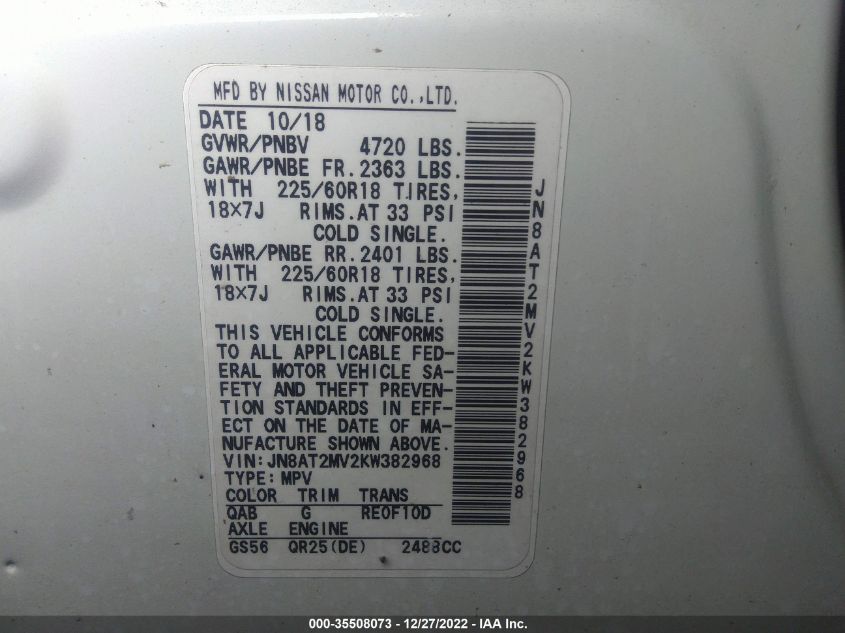 MFD BY NISSAN MOTOR CO.,LTD.
DATE 10/18
GVWR/PNBV 4720 LBS.
GAWR/PNBE FR.2363 LBS.
WITH 225/60R18 TIRES,
18X7J RIMS.AT 33 PSI
COLD SINGLE.
GAWR/PNBE RR.2401 LBS.
WITH 225/60R18 TIRES,
18X7J RIMS.AT 33 PSI
COLD SINGLE.
THIS VEHICLE CONFORMS
TO ALL APPLICABLE FED-
ERAL MOTOR VEHICLE SA-
FETY AND THEFT PREVEN-
TION STANDARDS IN EFF-
ECT ON THE DATE OF MA-
NUFACTURE SHOWN ABOVE.
VIN:JN8AT2MV2KW382968
TYPE:MPV
COLOR TRIM TRANS
QAB G RE0F10D
AXLE ENGINE
GS56 QR25(DE) 2488CC
JN8AT2MV2KW382968
000-35508073 - 12/27/2022 - IAA Inc.